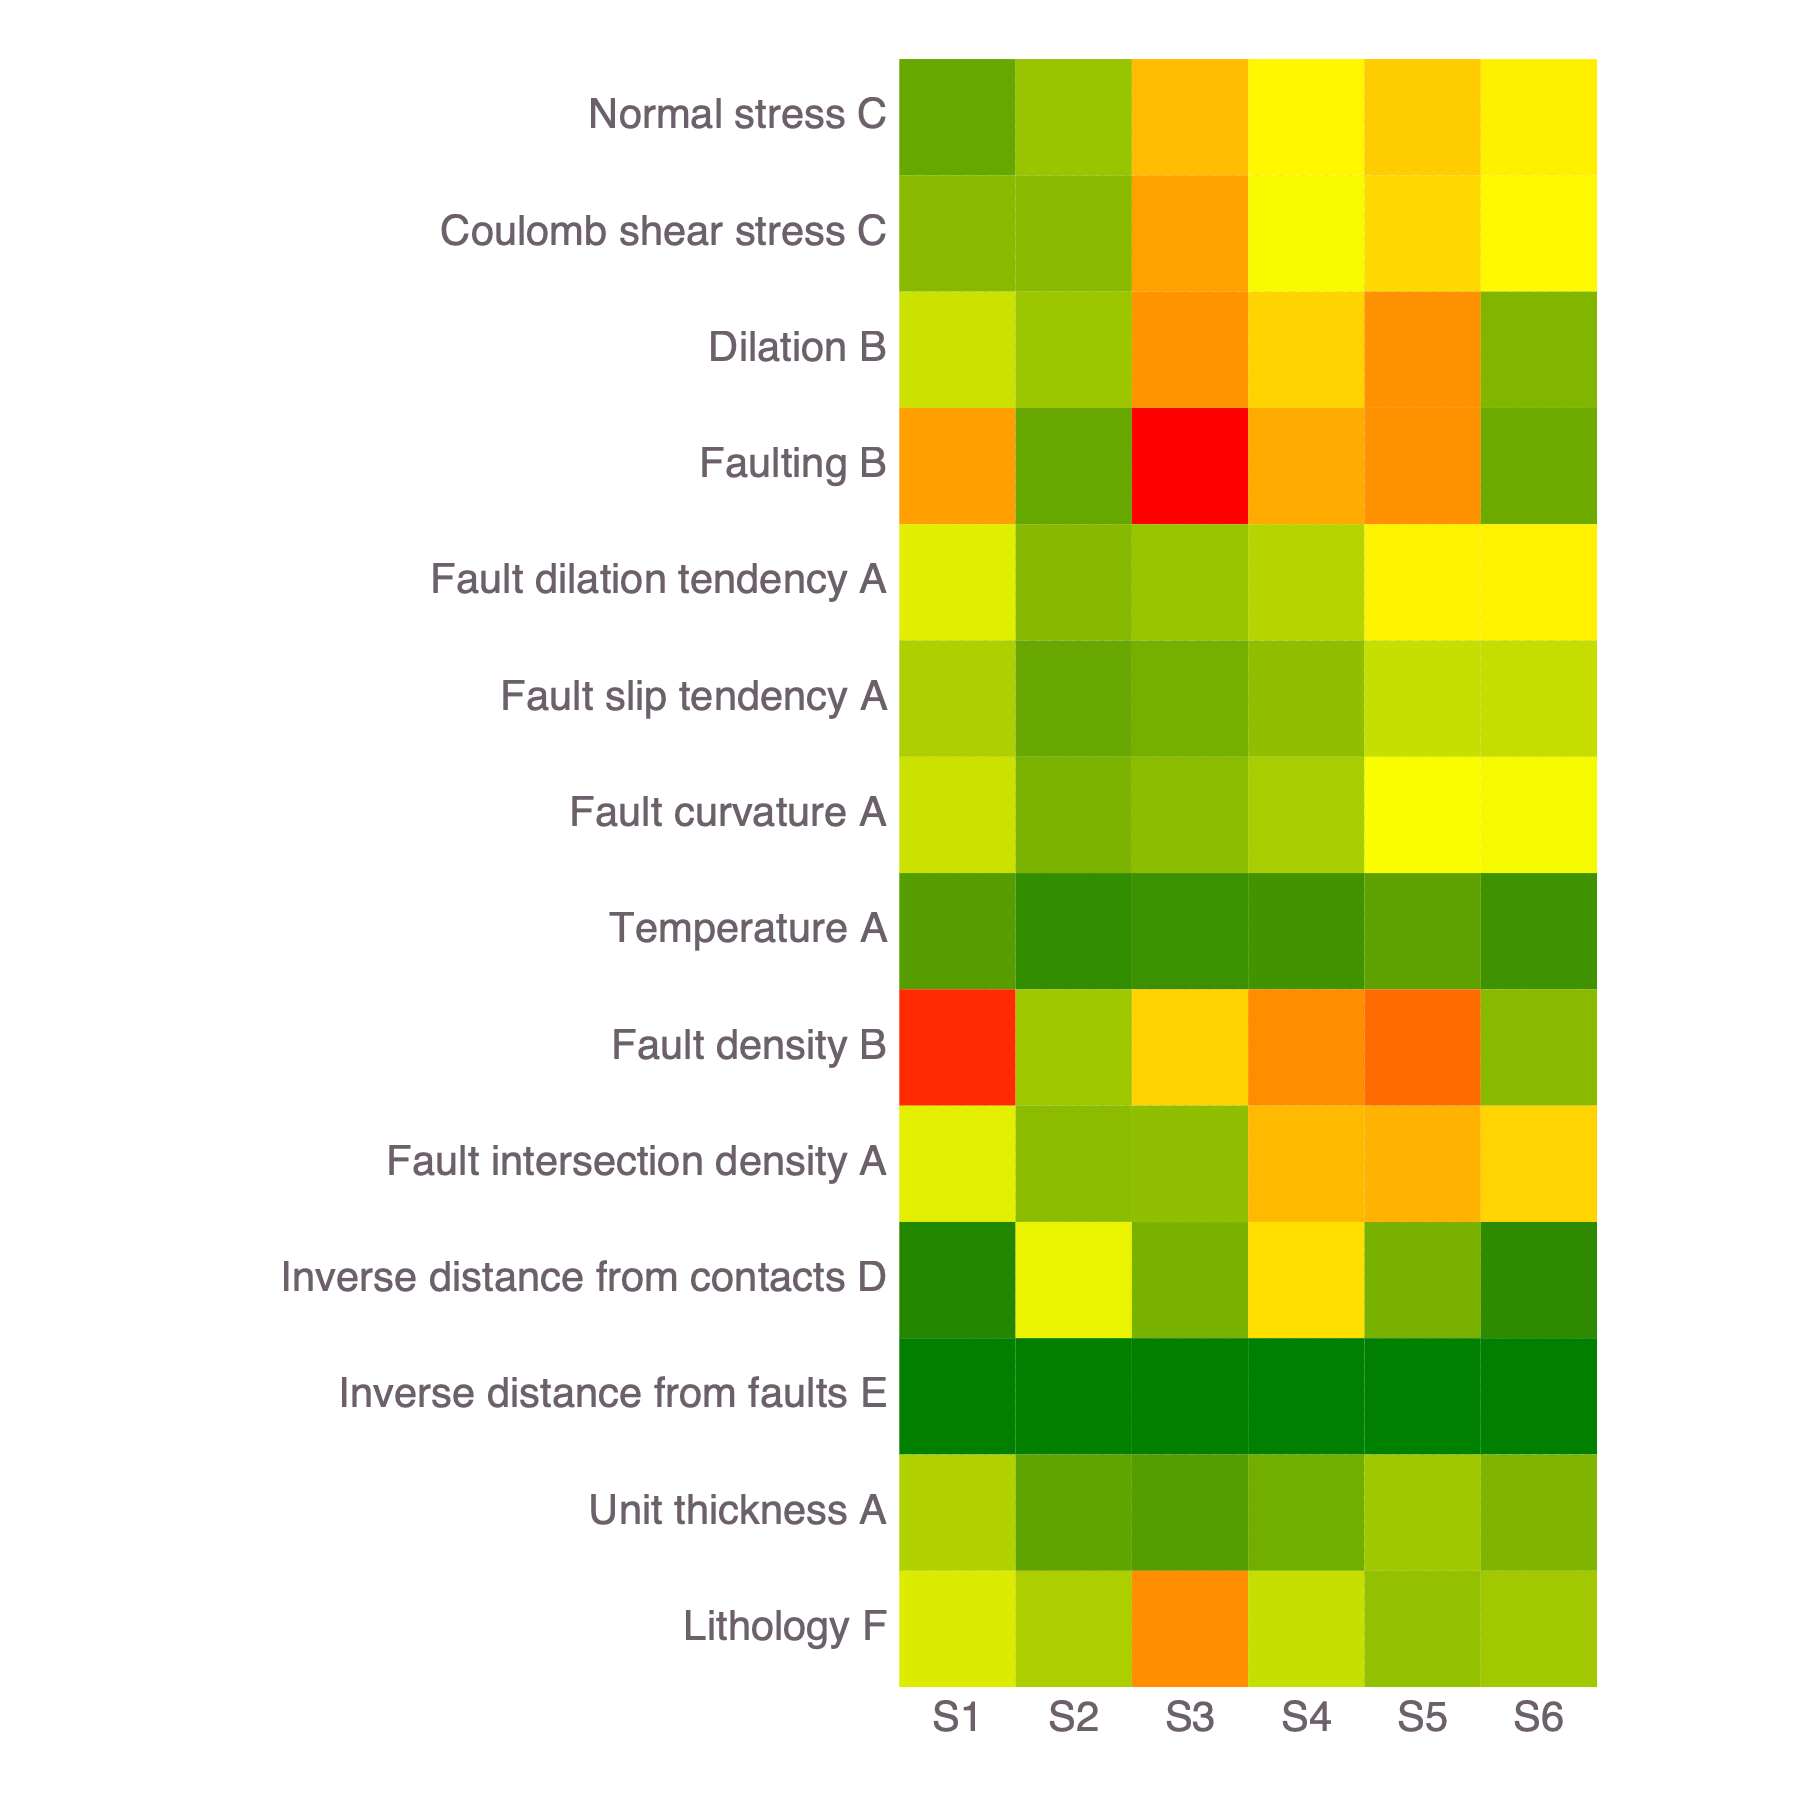 Normal stress C
Coulomb shear stress C
Dilation B
Faulting B
Fault dilation tendency A
Fault slip tendency A
Fault curvature A
Temperature A
Fault density B
Fault intersection density A
Inverse distance from contacts D
Inverse distance from faults E
Unit thickness A
Lithology F
S1 S2 S3 S4 S5 S6